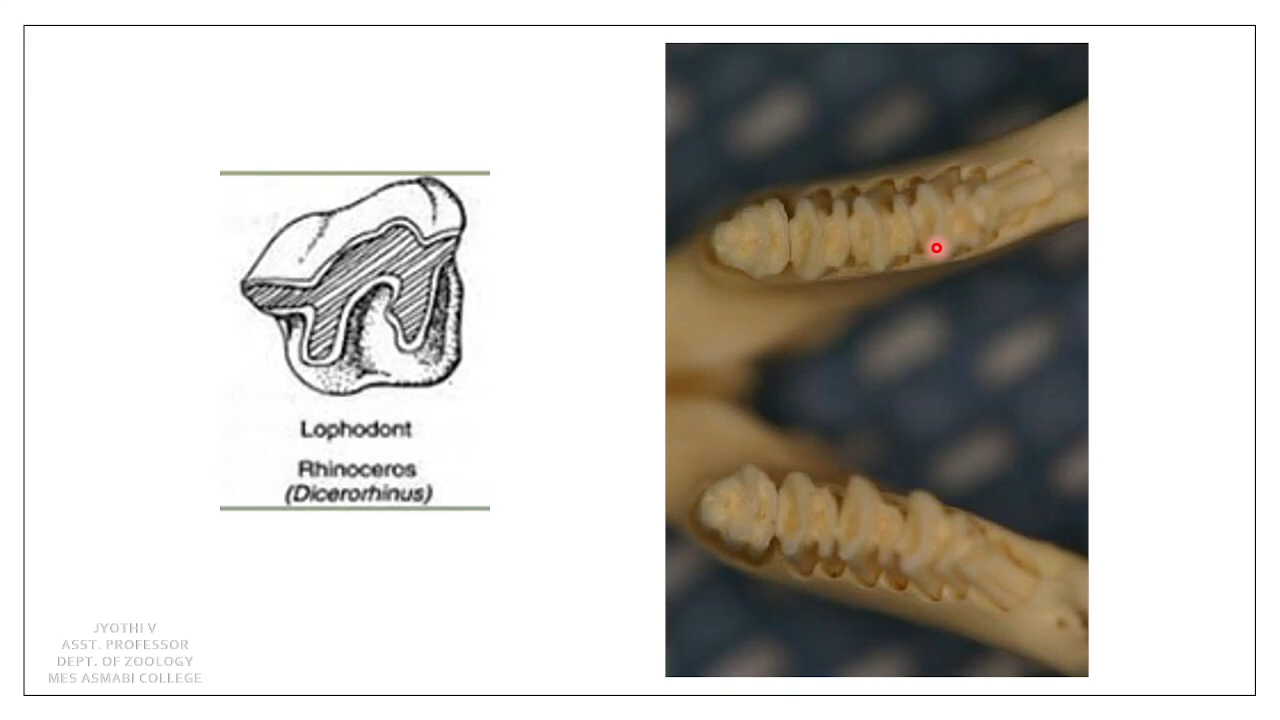 Lophodont
Rhinoceros
(Dicerorhinus)
JYOTHI V
ASST. PROFESSOR
DEPT. OF ZOOLOGY
MES ASMABI COLLEGE